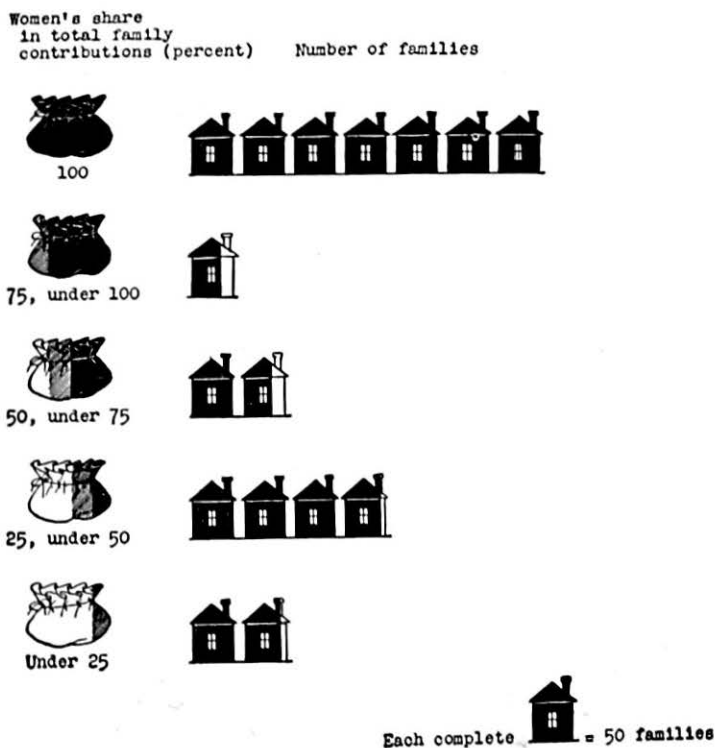 Women's share
in total family
contributions (percent) Number of families
100
75, under 100
50, under 75
25, under 50
Under 25
Each complete = 50 families